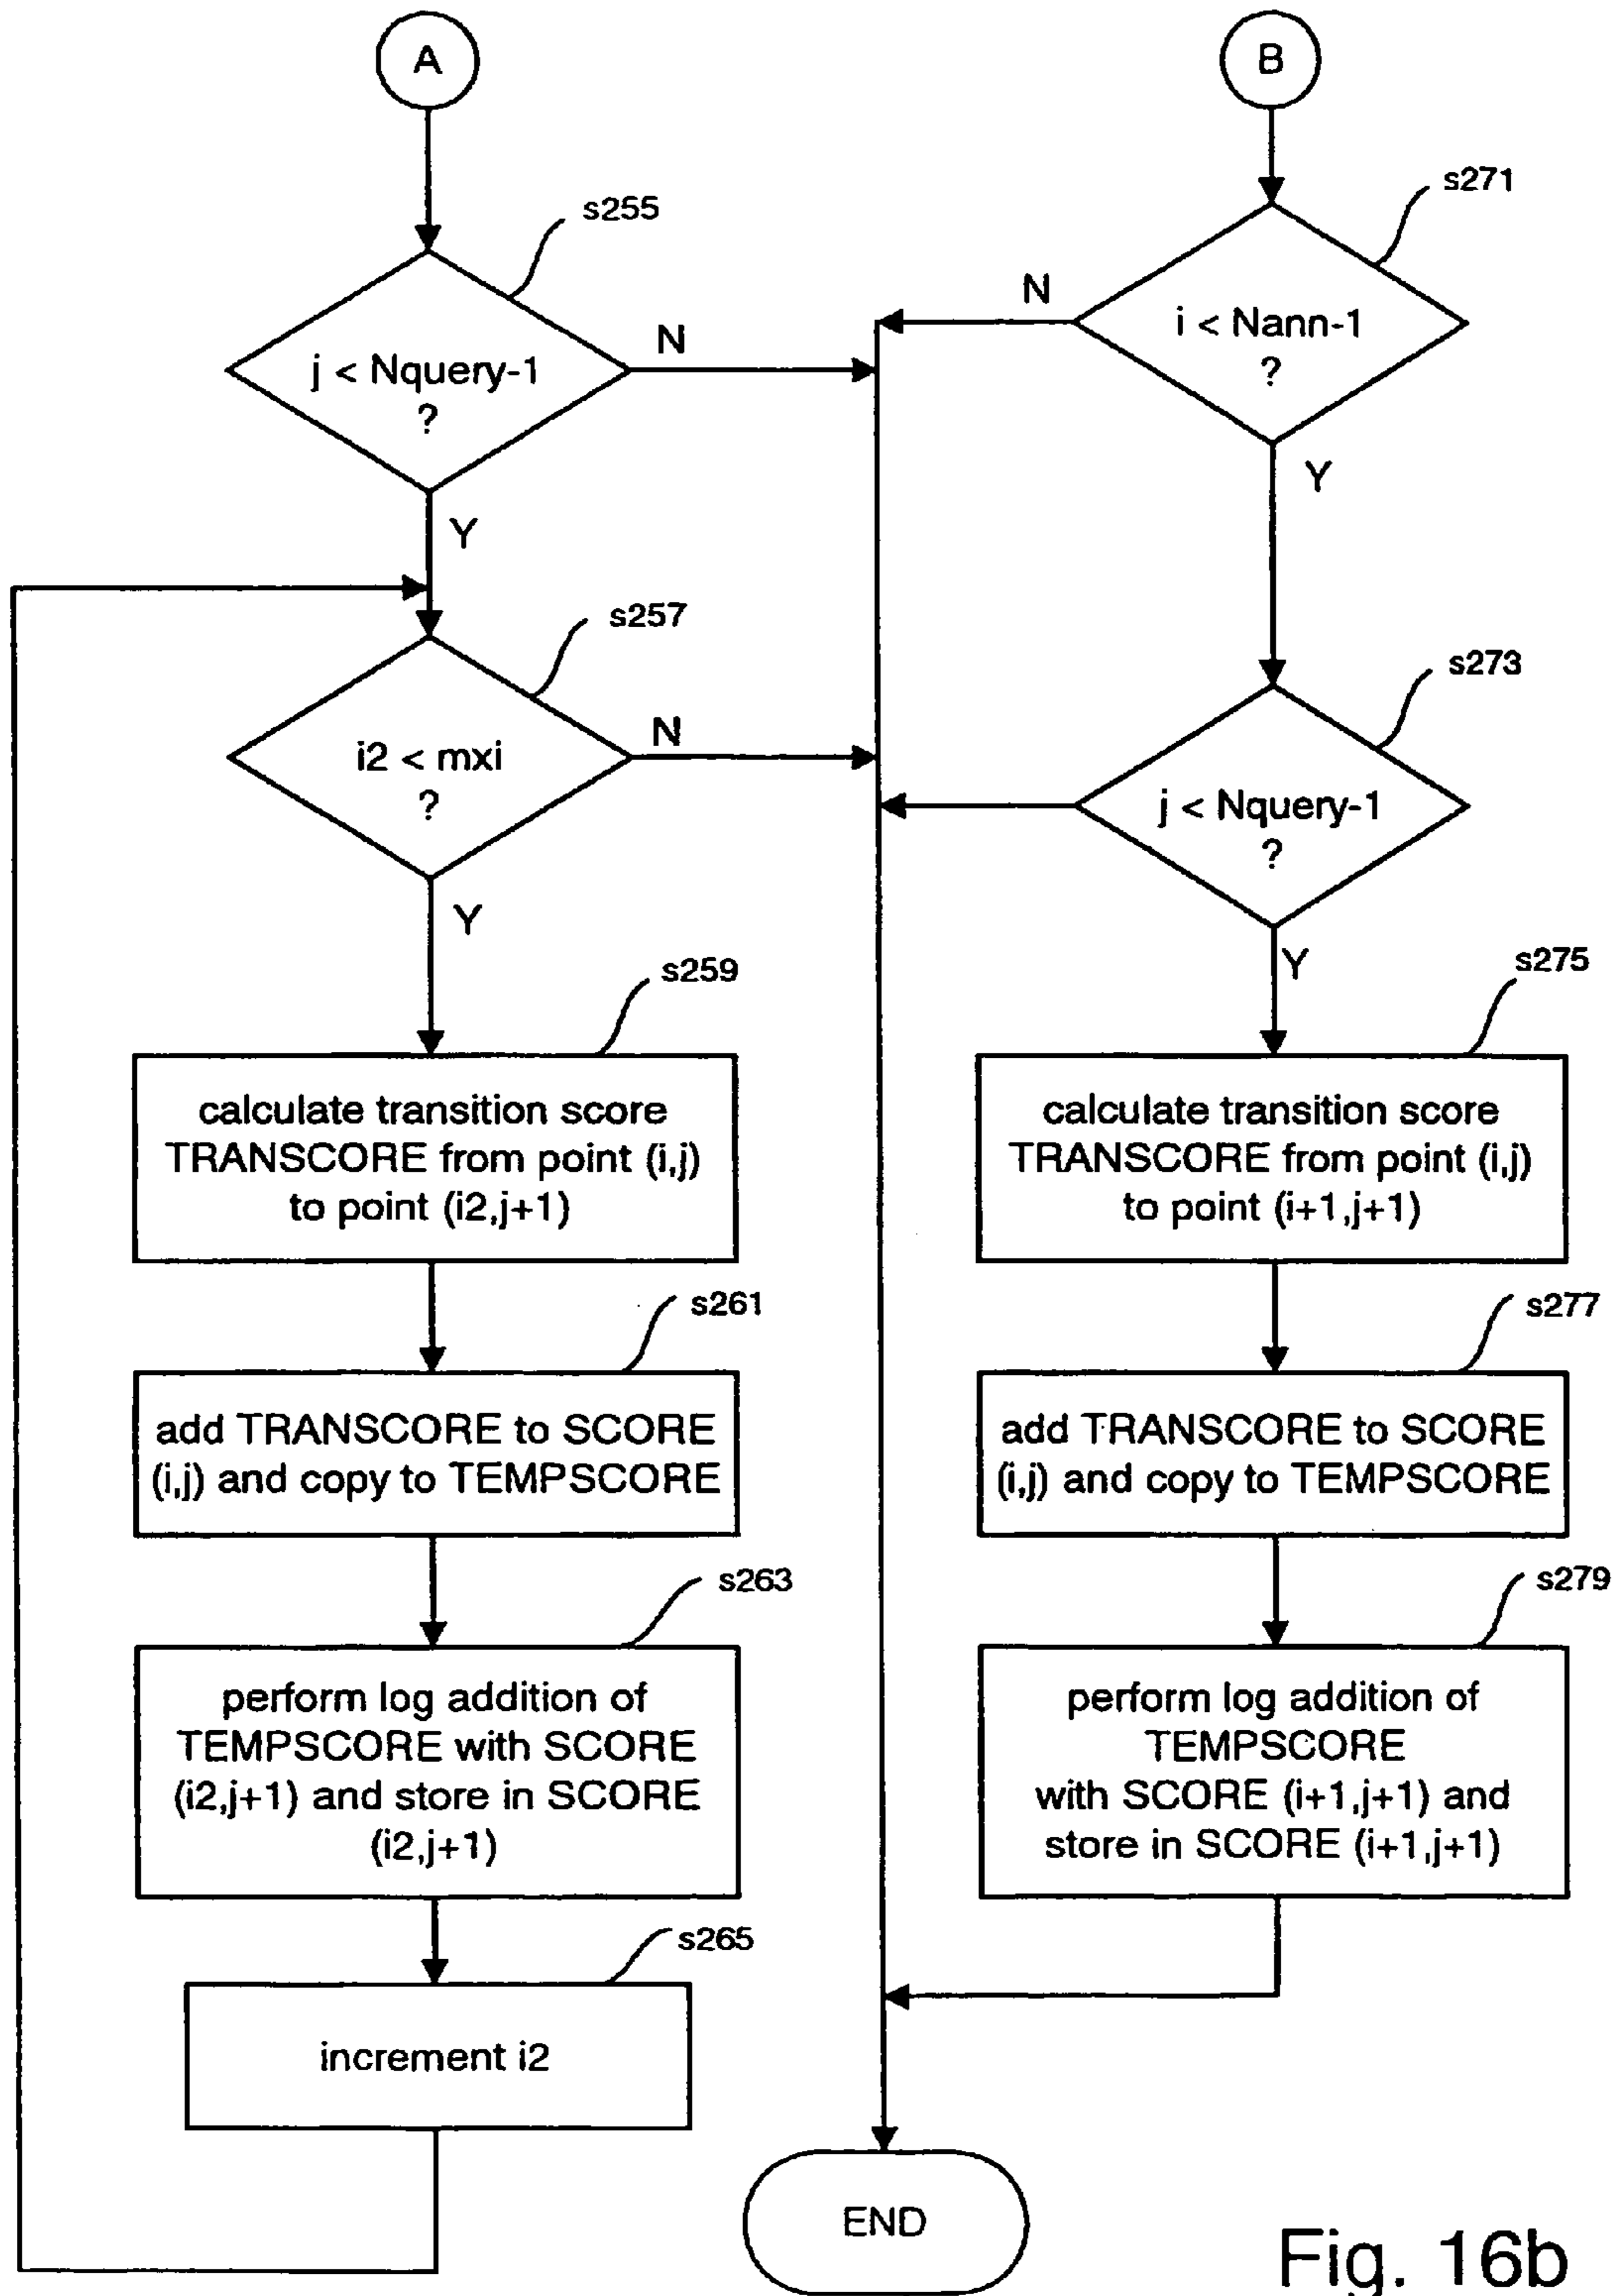 A
s255
j < Nquery-1
?
N
Y
s257
i2 < mxi
?
N
Y
s259
calculate transition score
TRANSCORE from point (i,j)
to point (i2,j+1)
s261
add TRANSCORE to SCORE
(i,j) and copy to TEMPSCORE
s263
perform log addition of
TEMPSCORE with SCORE
(i2,j+1) and store in SCORE
(i2,j+1)
s265
increment i2
B
s271
i < Nann-1
?
N
Y
s273
j < Nquery-1
?
Y
s275
calculate transition score
TRANSCORE from point (i,j)
to point (i+1,j+1)
s277
add TRANSCORE to SCORE
(i,j) and copy to TEMPSCORE
s279
perform log addition of
TEMPSCORE
with SCORE (i+1,j+1) and
store in SCORE (i+1,j+1)
END
Fig. 16b